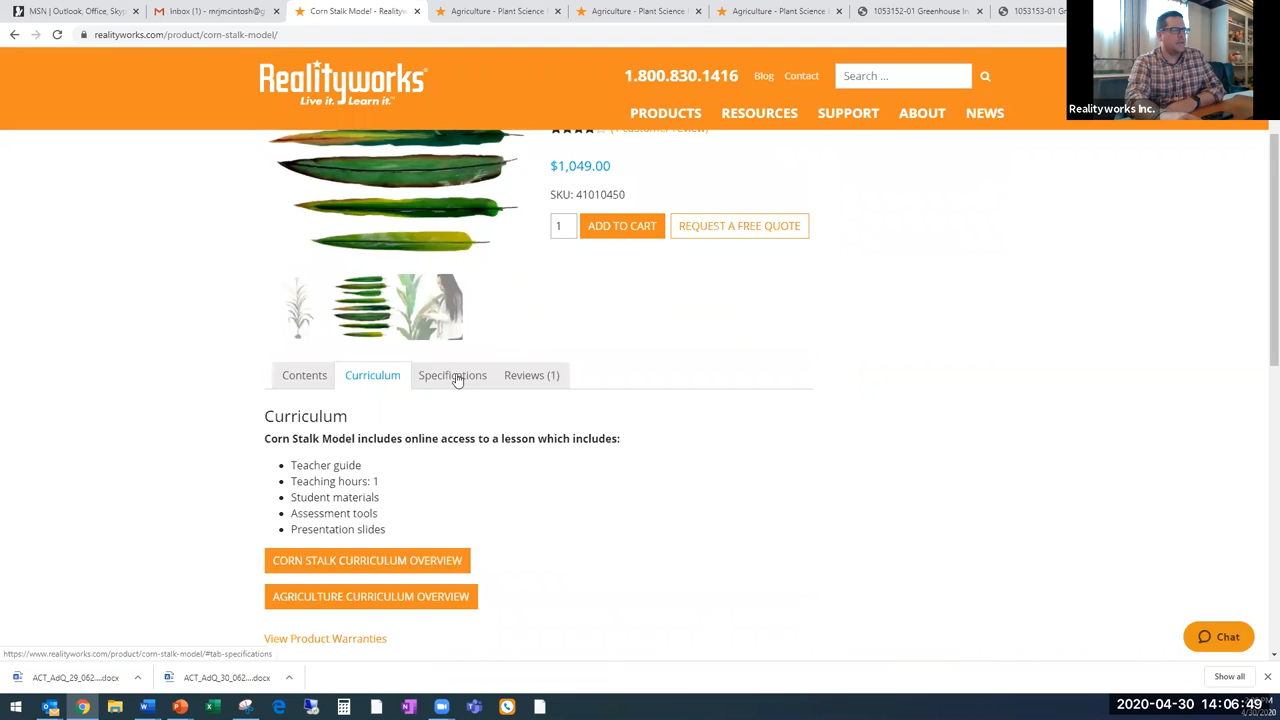 MSN | Outlook, Office, Sky
Inbox (1) - mrjmcintosh@g
Corn Stalk Model - Realityw
Agriculture - Plant Science
Agriculture - Plant Science
Agriculture - Plant Science
1053152-01 Greenhouse In
1053153-01 G
realityworks.com/product/corn-stalk-model/
Realityworks
Live it. Learn it.
1.800.830.1416
Blog
Contact
Search ...
PRODUCTS
RESOURCES
SUPPORT
ABOUT
NEWS
Realityworks Inc.
(1 customer review)
$1,049.00
SKU: 41010450
1
ADD TO CART
REQUEST A FREE QUOTE
Contents
Curriculum
Specifications
Reviews (1)
Curriculum
Corn Stalk Model includes online access to a lesson which includes:
• Teacher guide
• Teaching hours: 1
• Student materials
• Assessment tools
• Presentation slides
CORN STALK CURRICULUM OVERVIEW
AGRICULTURE CURRICULUM OVERVIEW
View Product Warranties
Chat
https://www.realityworks.com/product/corn-stalk-model/#tab-specifications
ACT_AdQ_29_062....docx
ACT_AdQ_30_062....docx
Show all
2020-04-30 14:06:49